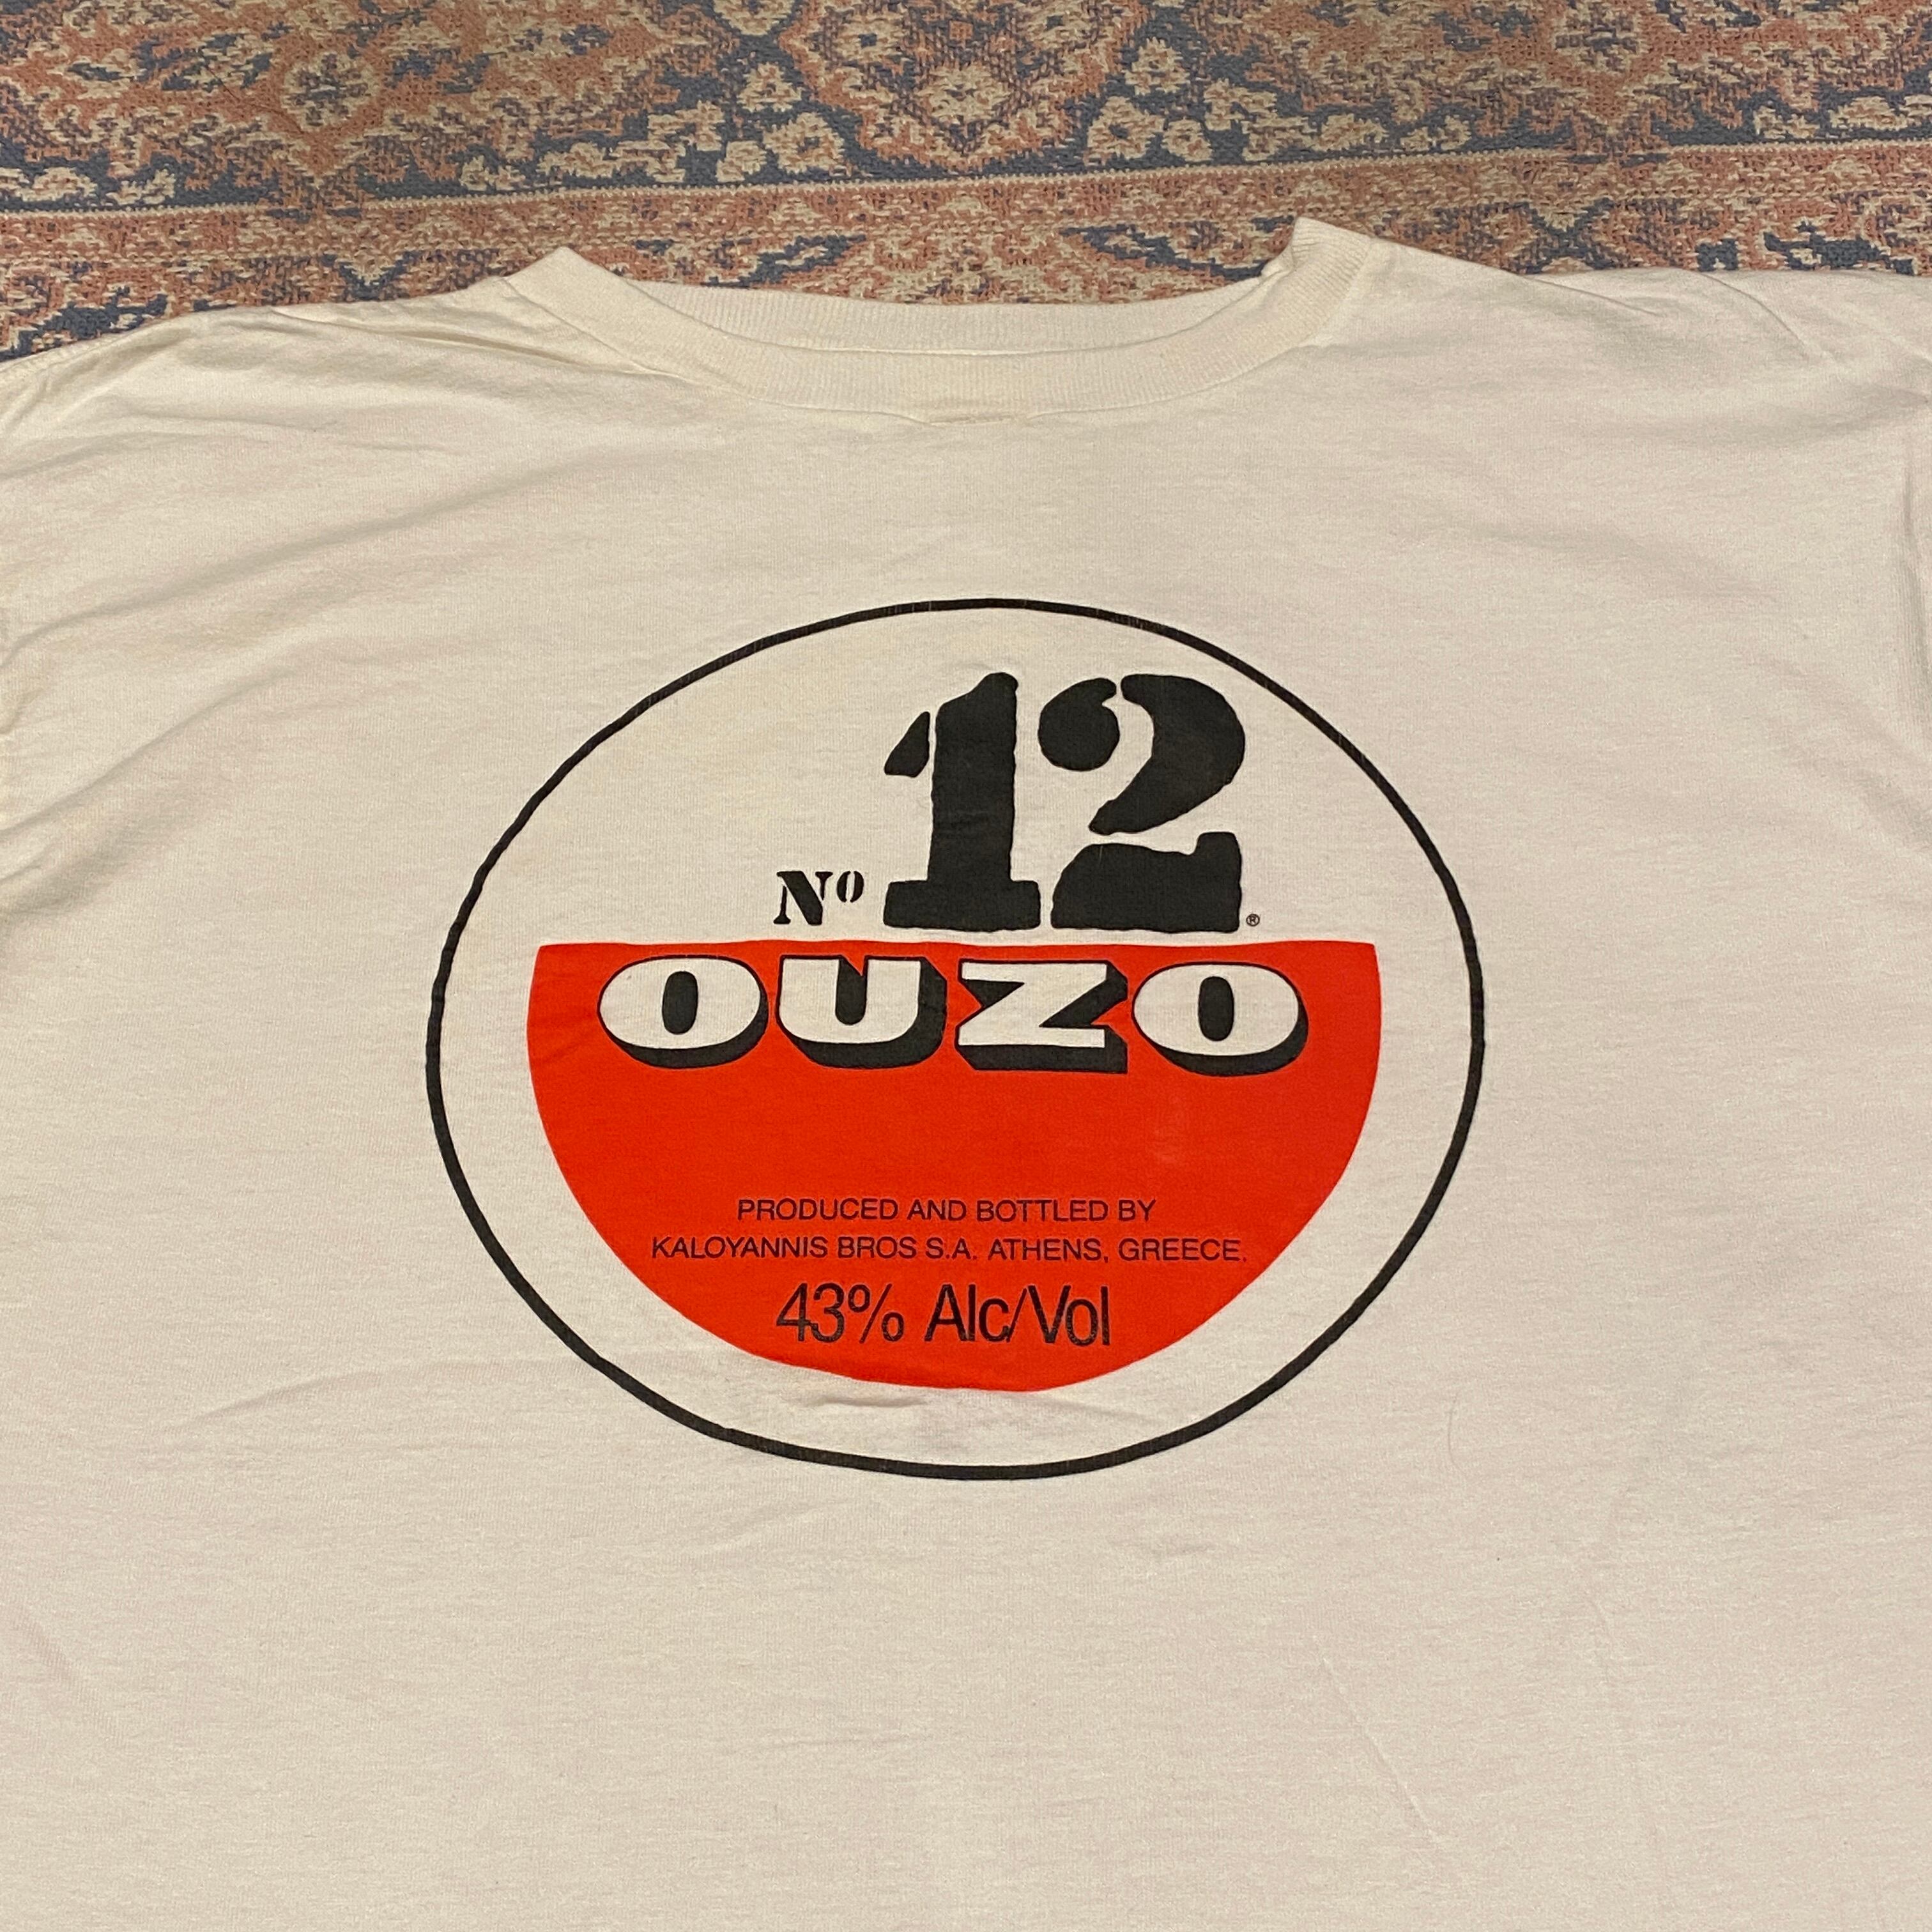 Nº 12®
OUZO
PRODUCED AND BOTTLED BY
KALOYANNIS BROS S.A. ATHENS, GREECE.
43% Alc/Vol